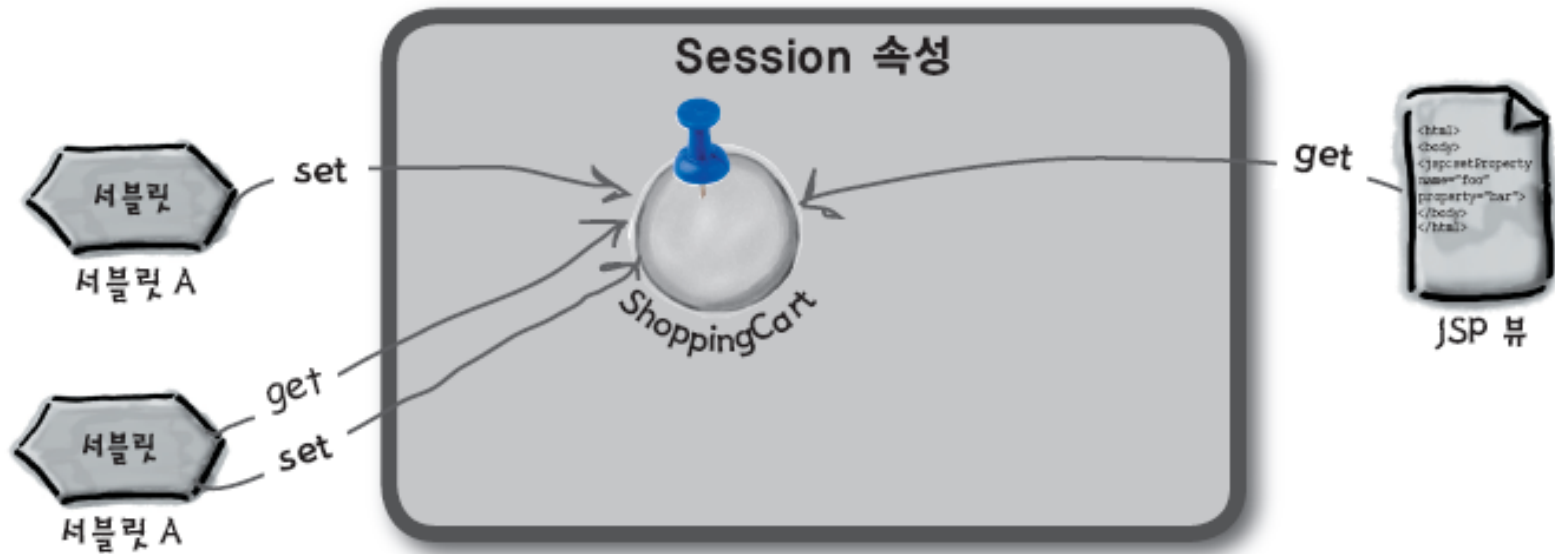 Session 속성
서블릿
set
서블릿 A
get
set
서블릿
서블릿 A
ShoppingCart
get
<html>
<body>
<jsp:setProperty
name="foo"
property="bar">
</body>
</html>
JSP 뷰